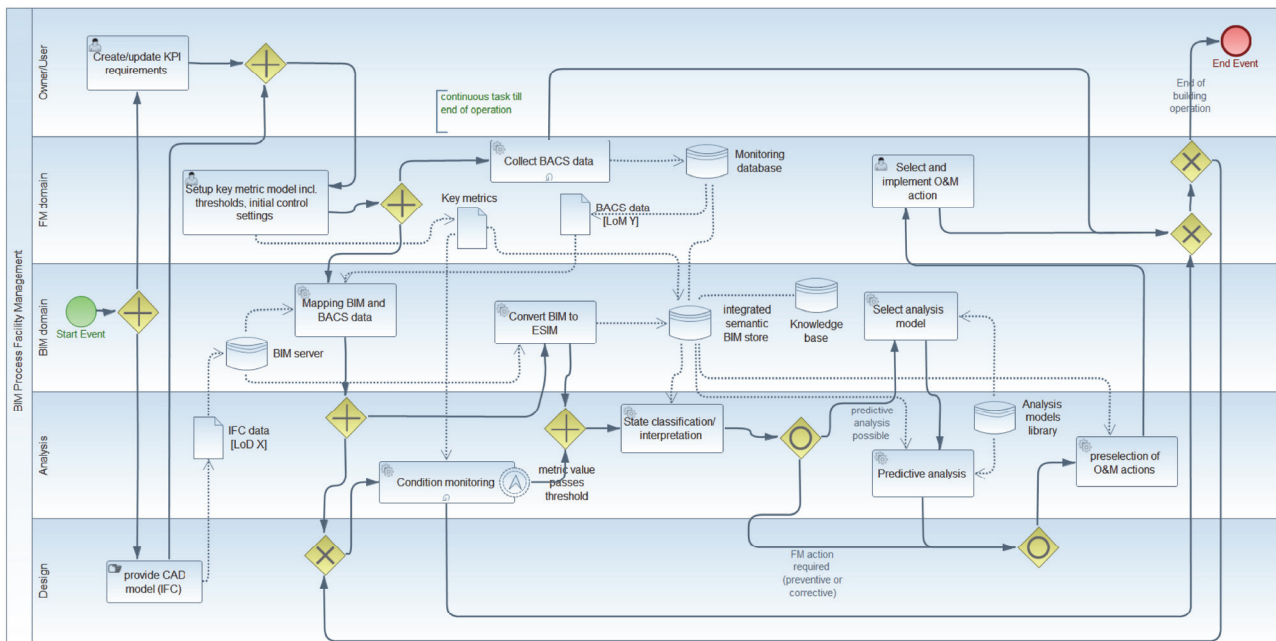 BIM Process Facility Management
Owner/User
Create/update KPI
requirements
continuous task till
end of operation
End of
building
operation
End Event
FM domain
Setup key metric model incl.
thresholds, initial control
settings
Collect BACS data
Monitoring
database
Key metrics
BACS data
[LoM Y]
Select and
implement O&M
action
BIM domain
Start Event
Mapping BIM and
BACS data
BIM server
Convert BIM to
ESIM
integrated
semantic
BIM store
Knowledge
base
Select analysis
model
Analysis
IFC data
[LoD X]
Condition monitoring
metric value
passes
threshold
State classification/
interpretation
predictive
analysis
possible
Predictive analysis
Analysis
models
library
preselection of
O&M actions
Design
provide CAD
model (IFC)
FM action
required
(preventive or
corrective)